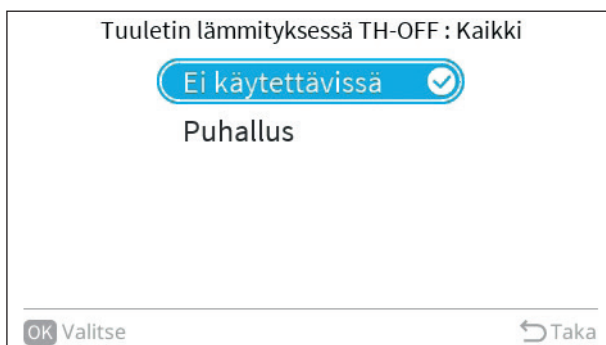 Tuuletin lämmityksessä TH-OFF : Kaikki
Ei käytettävissä
Puhallus
OK Valitse
Taka